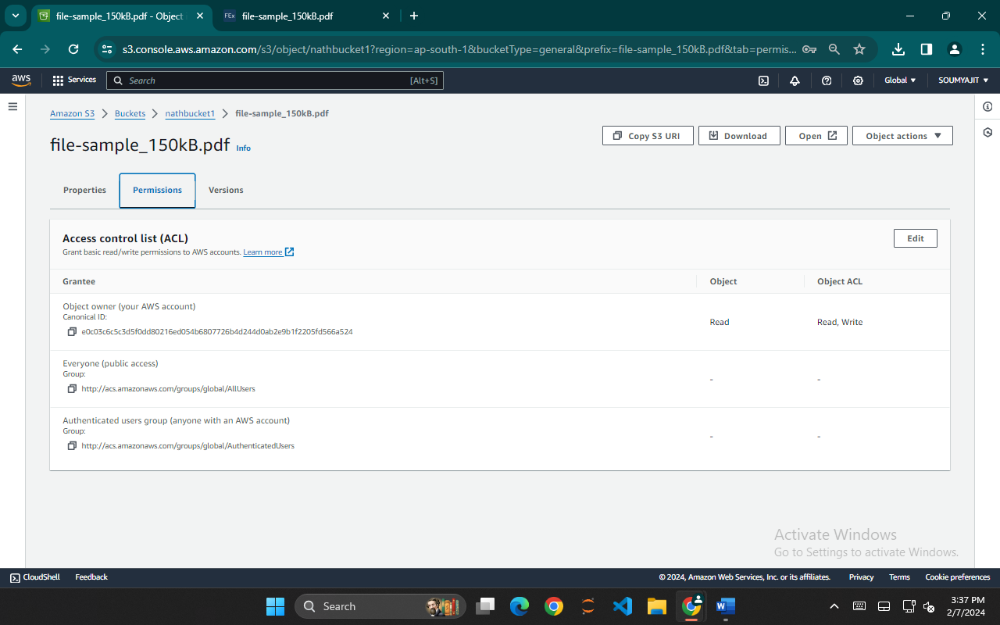 file-sample_150kB.pdf - Object
FEx file-sample_150kB.pdf
s3.console.aws.amazon.com/s3/object/nathbucket1?region=ap-south-1&bucketType=general&prefix=file-sample_150kB.pdf&tab=permis...
aws Services Search [Alt+S] Global SOUMYAJIT
Amazon S3 Buckets nathbucket1 file-sample_150kB.pdf
file-sample_150kB.pdf Info
Copy S3 URI Download Open Object actions
Properties Permissions Versions
Access control list (ACL)
Edit
Grant basic read/write permissions to AWS accounts. Learn more
Grantee Object Object ACL
Object owner (your AWS account)
Canonical ID:
e0c03c6c5c3d5f0dd80216ed054b6807726b4d244d0ab2e9b1f2205fd566a524
Read Read, Write
Everyone (public access)
Group:
http://acs.amazonaws.com/groups/global/AllUsers
- -
Authenticated users group (anyone with an AWS account)
Group:
http://acs.amazonaws.com/groups/global/AuthenticatedUsers
- -
Activate Windows
Go to Settings to activate Windows.
CloudShell Feedback © 2024, Amazon Web Services, Inc. or its affiliates. Privacy Terms Cookie preferences
Search
3:37 PM
2/7/2024